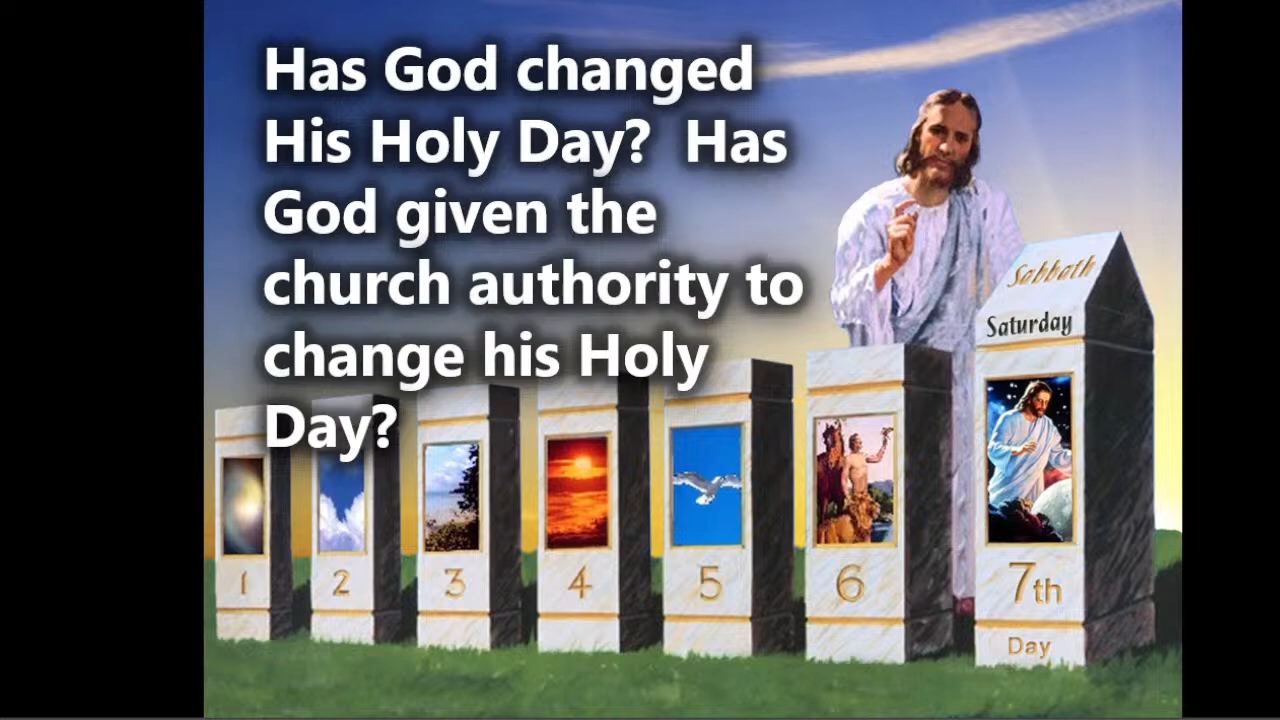 Has God changed
His Holy Day?  Has
God given the
church authority to
change his Holy
Day?
Sabbath
Saturday
1
2
3
4
5
6
7th
Day